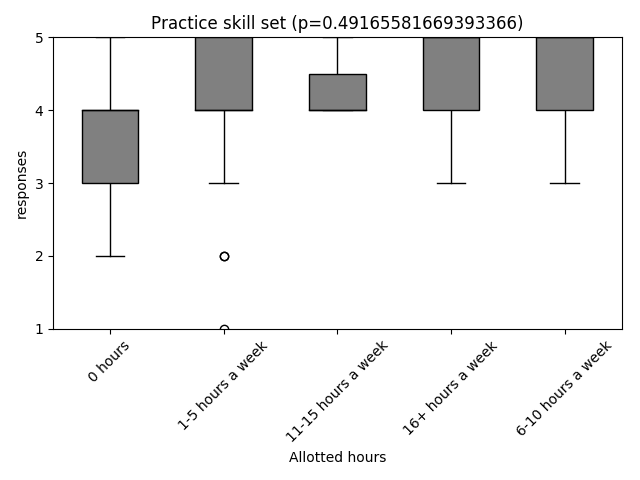 Practice skill set (p=0.49165581669393366)
5
4
3
2
1
responses
0 hours
1-5 hours a week
11-15 hours a week
16+ hours a week
6-10 hours a week
Allotted hours